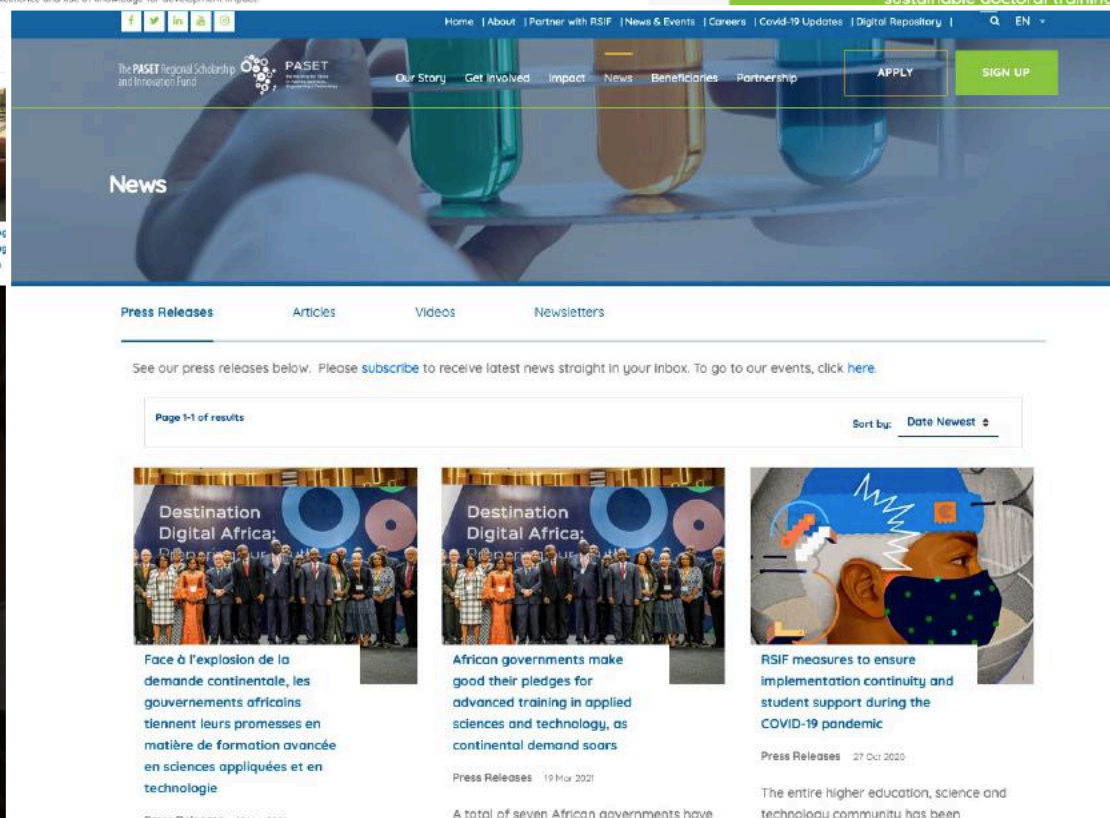 sustainable doctoral training
Home | About | Partner with RSIF | News & Events | Careers | Covid-19 Updates | Digital Repository | EN
The PASET Regional Scholarship
and Innovation Fund
PASET
Our Story Get Involved Impact News Beneficiaries Partnership APPLY SIGN UP
News
Press Releases Articles Videos Newsletters
See our press releases below. Please subscribe to receive latest news straight in your inbox. To go to our events, click here.
Page 1-1 of results
Sort by: Date Newest
Destination
Digital Africa:
Destination
Digital Africa:
Face à l'explosion de la
demande continentale, les
gouvernements africains
tiennent leurs promesses en
matière de formation avancée
en sciences appliquées et en
technologie
African governments make
good their pledges for
advanced training in applied
sciences and technology, as
continental demand soars
Press Releases 19 Mar 2021
A total of seven African governments have
RSIF measures to ensure
implementation continuity and
student support during the
COVID-19 pandemic
Press Releases 27 Oct 2020
The entire higher education, science and
technology community has been